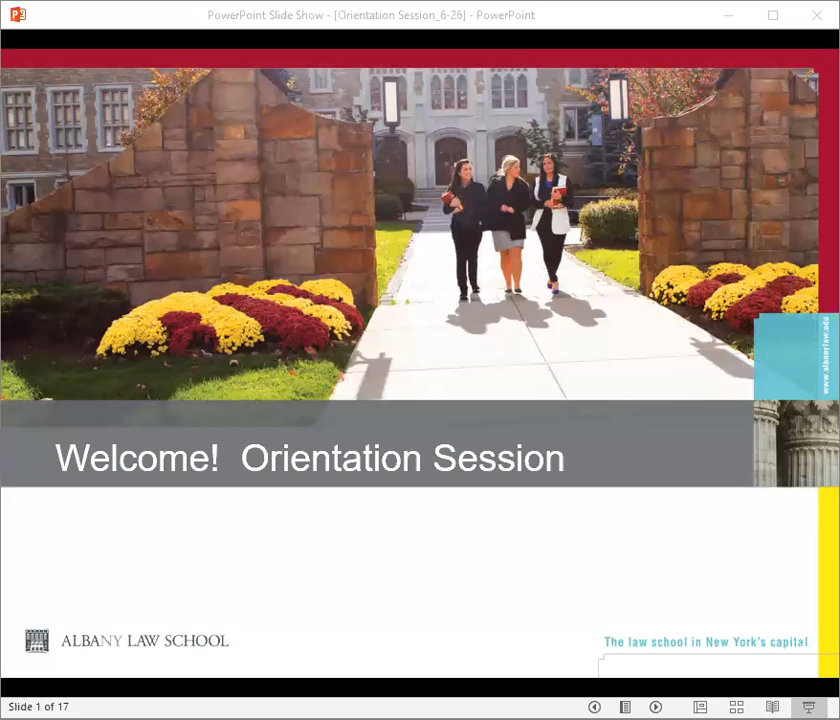 PowerPoint Slide Show - [Orientation Session_6-26] - PowerPoint
www.albanylaw.edu
Welcome!  Orientation Session
ALBANY LAW SCHOOL
The law school in New York's capital
Slide 1 of 17